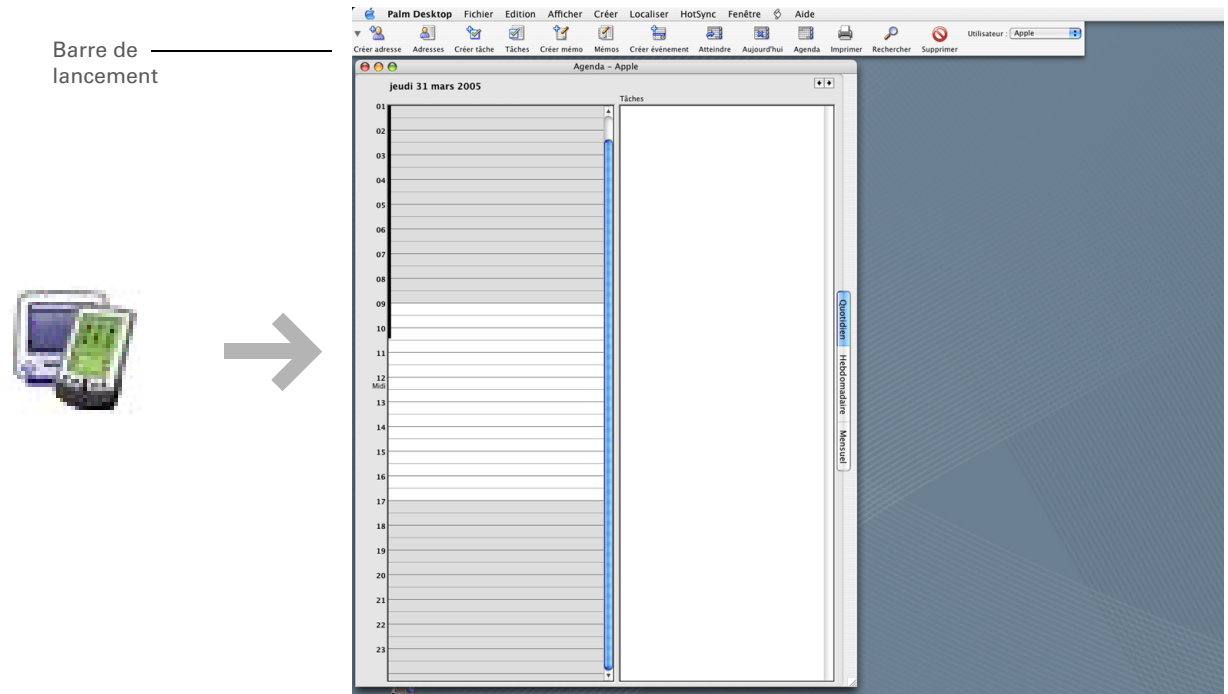 Barre de
lancement
Palm Desktop Fichier Edition Afficher Créer Localiser HotSync Fenêtre Aide
Créer adresse Adresses Créer tâche Tâches Créer mémo Mémos Créer événement Atteindre Aujourd'hui Agenda Imprimer Rechercher Supprimer
Utilisateur : Apple
Agenda – Apple
jeudi 31 mars 2005
Tâches
01
02
03
04
05
06
07
08
09
10
11
12
Midi
13
14
15
16
17
18
19
20
21
22
23
Quotidien
Hebdomadaire
Mensuel